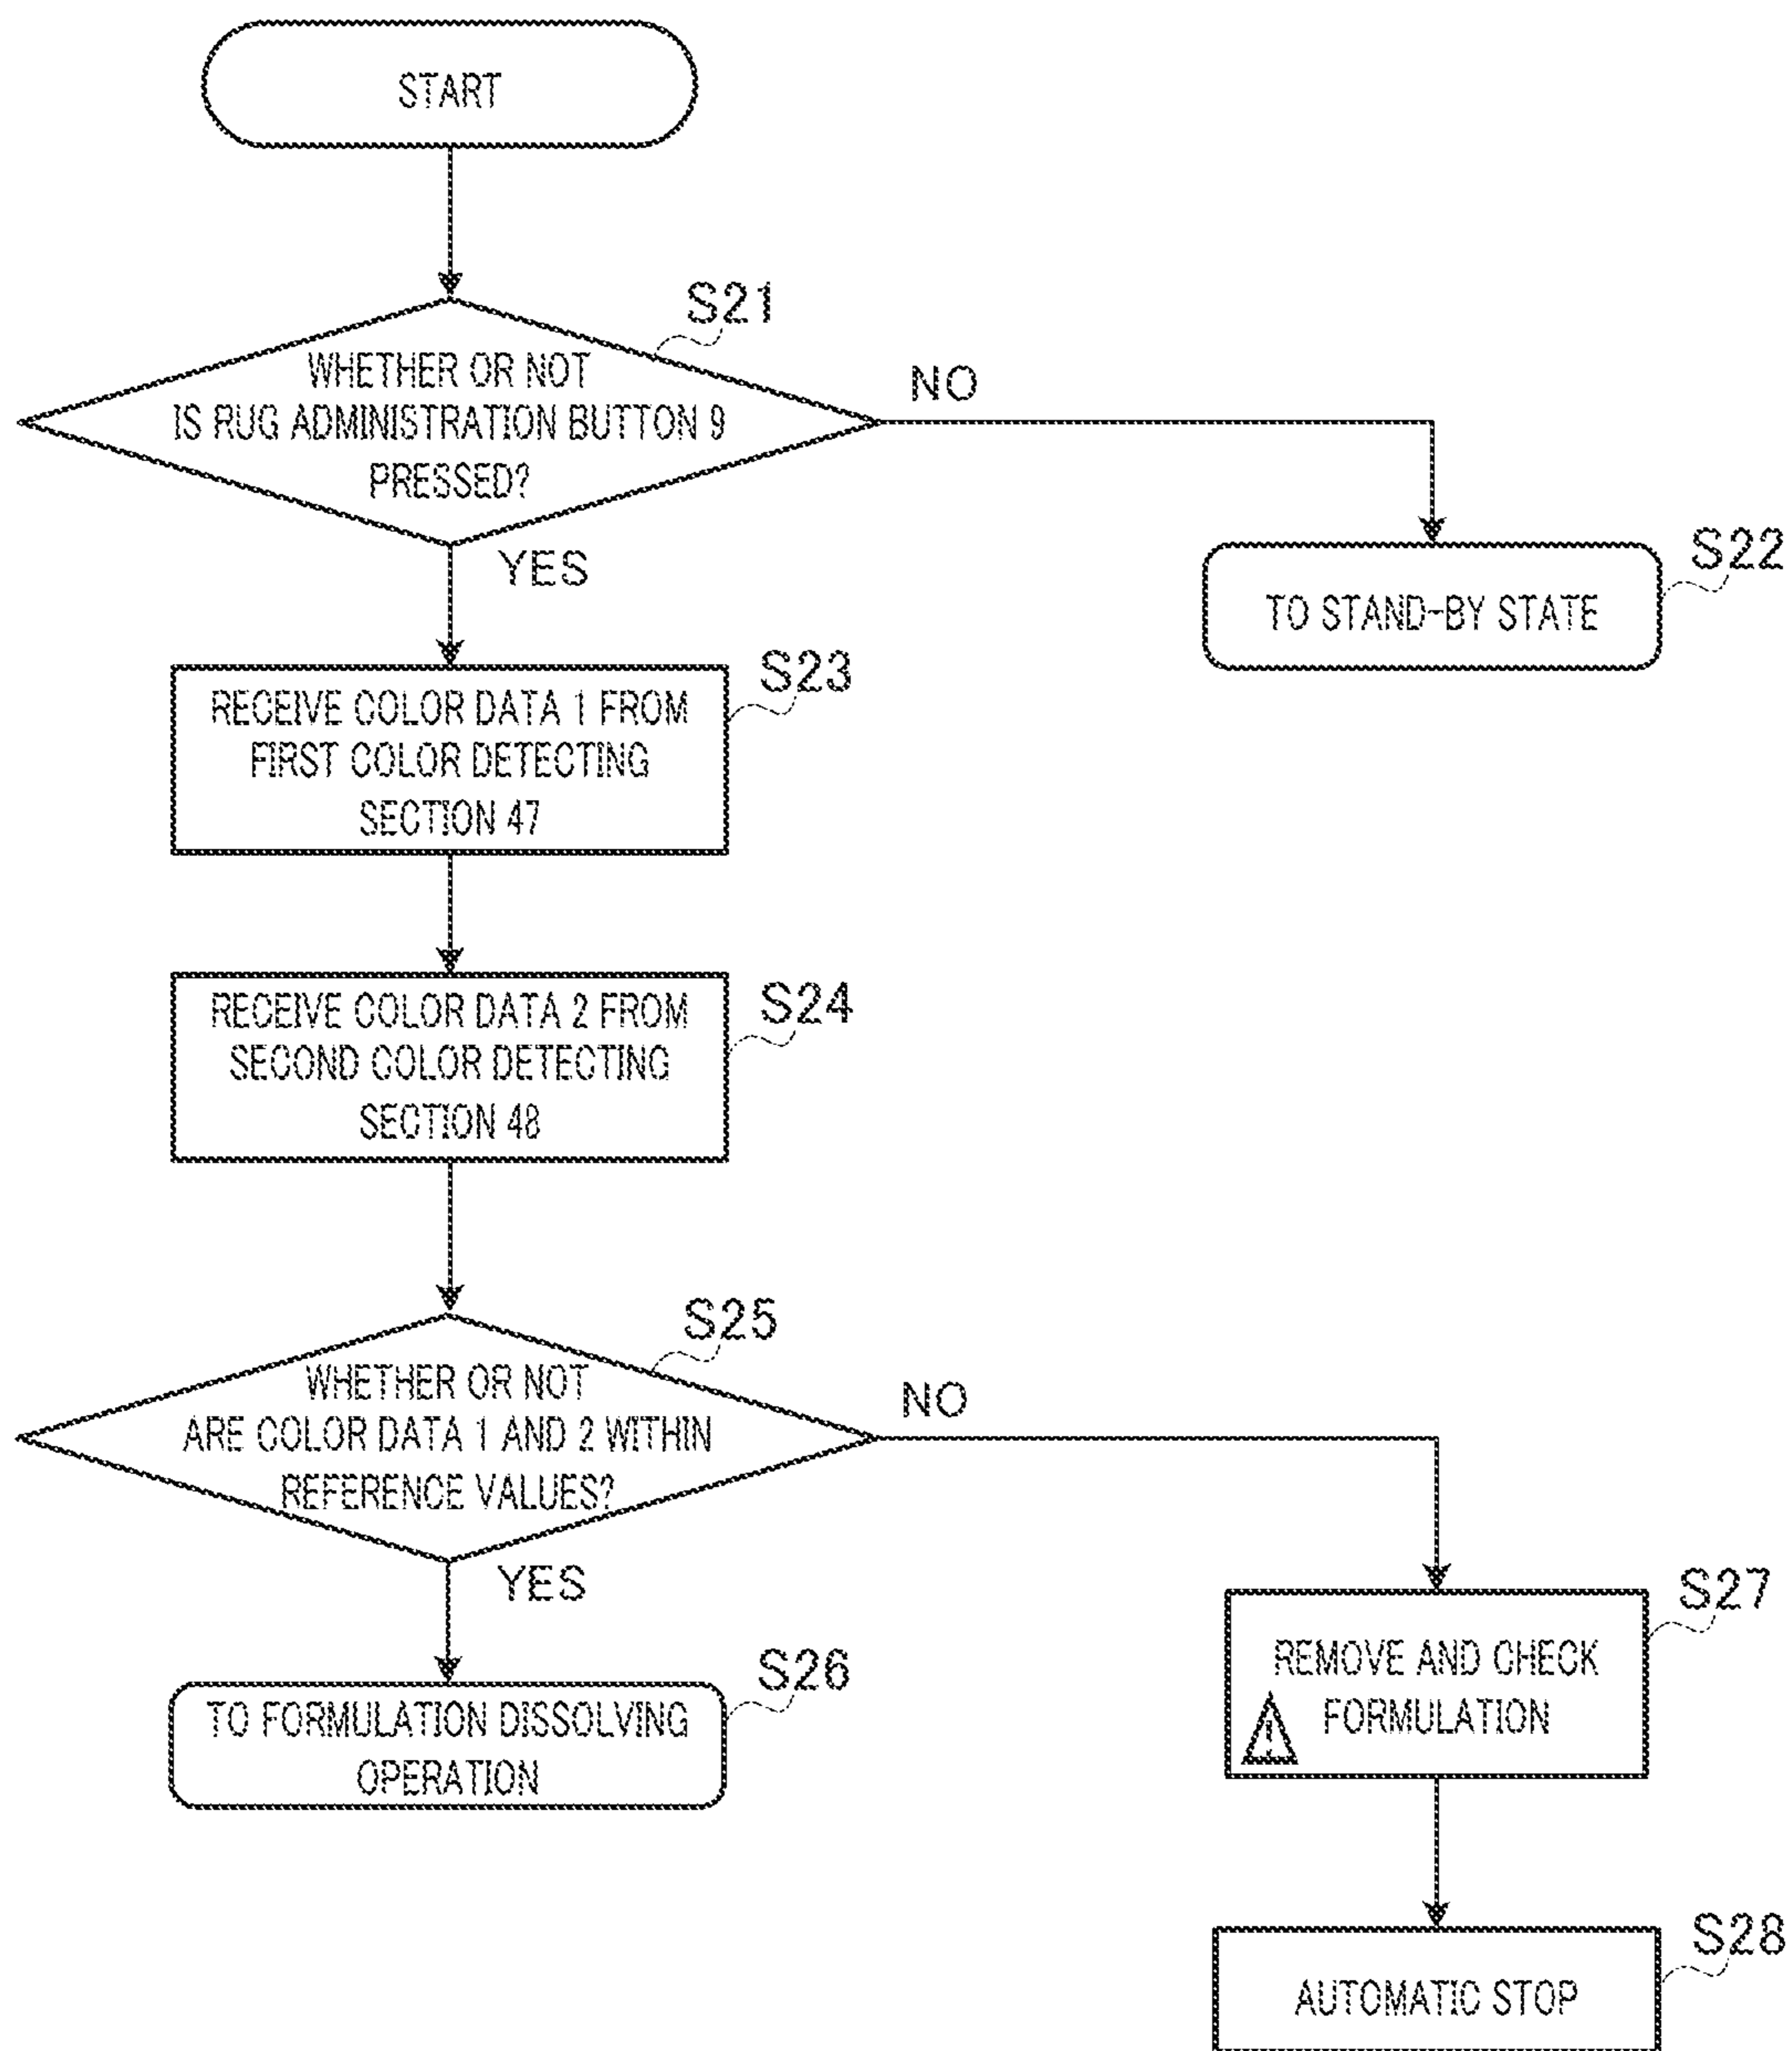 START
S21
WHETHER OR NOT
IS RUG ADMINISTRATION BUTTON 9
PRESSED?
NO
YES
S22
TO STAND-BY STATE
S23
RECEIVE COLOR DATA 1 FROM
FIRST COLOR DETECTING
SECTION 47
S24
RECEIVE COLOR DATA 2 FROM
SECOND COLOR DETECTING
SECTION 48
S25
WHETHER OR NOT
ARE COLOR DATA 1 AND 2 WITHIN
REFERENCE VALUES?
NO
YES
S26
TO FORMULATION DISSOLVING
OPERATION
S27
REMOVE AND CHECK
FORMULATION
!
S28
AUTOMATIC STOP